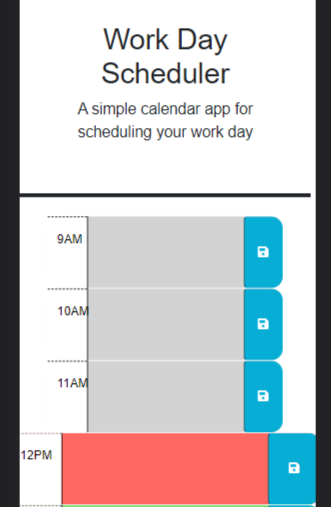 Work Day
Scheduler
A simple calendar app for
scheduling your work day
9AM
10AM
11AM
12PM